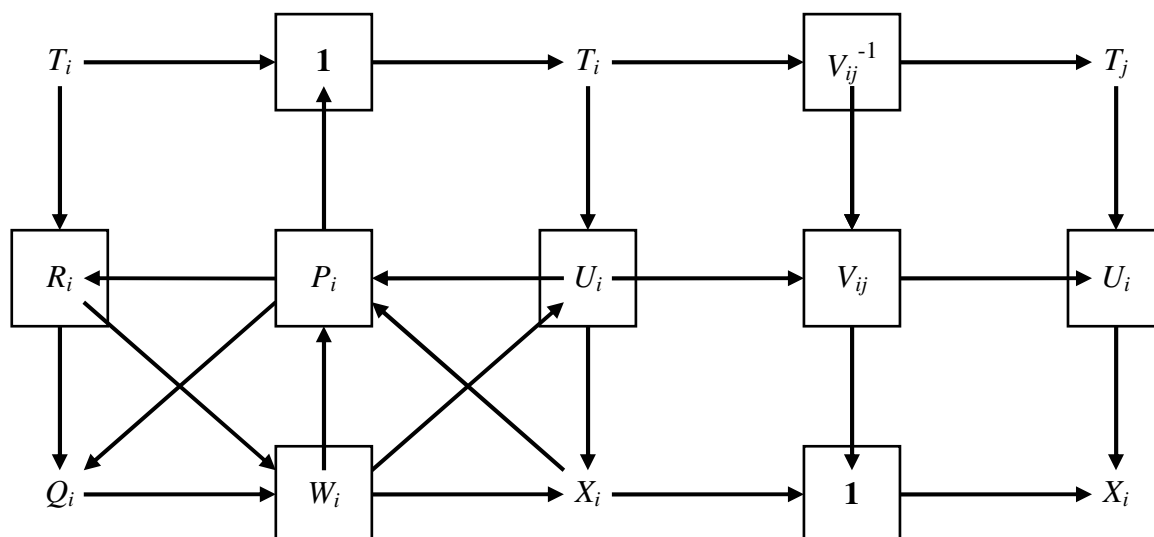 T_i 1 T_i V_ij^-1 T_j
R_i P_i U_i V_ij U_i
Q_i W_i X_i 1 X_i